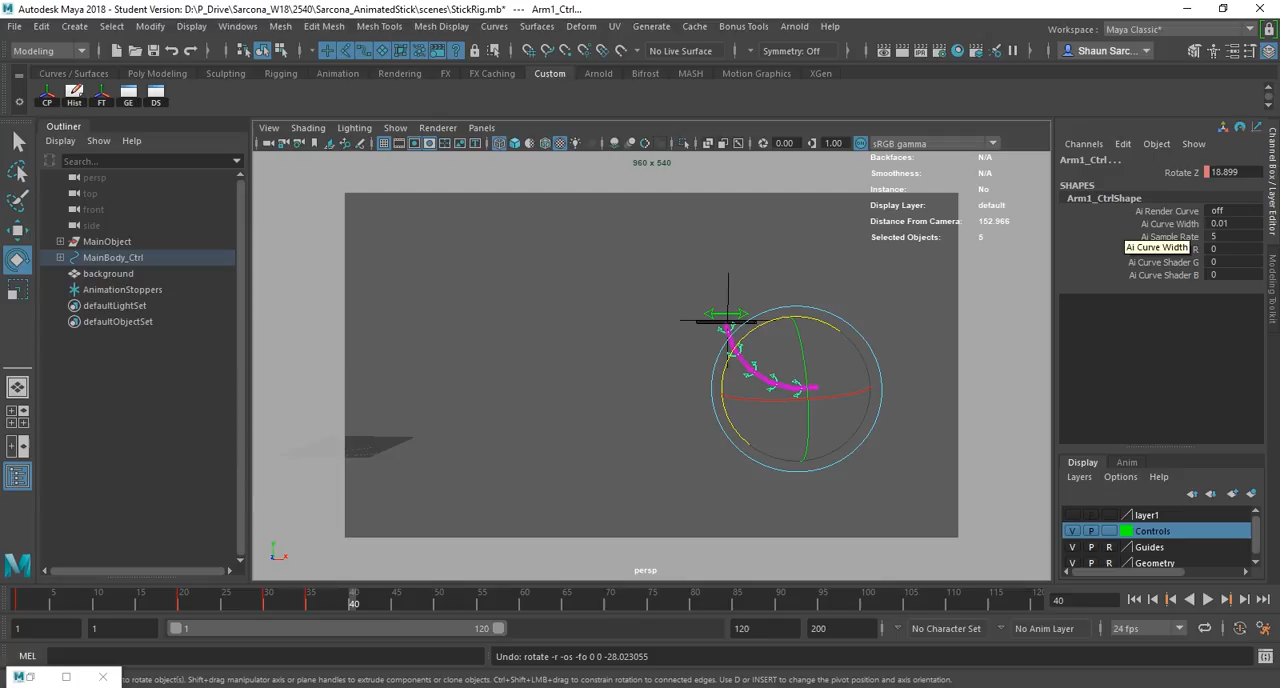 Autodesk Maya 2018 - Student Version: D:\P_Drive\Sarcona_W18\2540\Sarcona_AnimatedStick\scenes\StickRig.mb* --- Arm1_Ctrl...
File Edit Create Select Modify Display Windows Mesh Edit Mesh Mesh Tools Mesh Display Curves Surfaces Deform UV Generate Cache Bonus Tools Arnold Help
Workspace : Maya Classic*
Modeling No Live Surface Symmetry: Off Shaun Sarc...
Curves / Surfaces Poly Modeling Sculpting Rigging Animation Rendering FX FX Caching Custom Arnold Bifrost MASH Motion Graphics XGen
CP Hist FT GE DS
Outliner
Display Show Help
Search...
persp
top
front
side
MainObject
MainBody_Ctrl
background
AnimationStoppers
defaultLightSet
defaultObjectSet
View Shading Lighting Show Renderer Panels
0.00 1.00 sRGB gamma
960 x 540
Backfaces: N/A
Smoothness: N/A
Instance: No
Display Layer: default
Distance From Camera: 152.966
Selected Objects: 5
persp
Channels Edit Object Show
Arm1_Ctrl...
Rotate Z 18.899
SHAPES
Arm1_CtrlShape
Ai Render Curve off
Ai Curve Width 0.01
Ai Sample Rate 5
Ai Curve Width R 0
Ai Curve Shader G 0
Ai Curve Shader B 0
Channel Box / Layer Editor
Modeling Toolkit
Display Anim
Layers Options Help
layer1
V P Controls
V P R Guides
V P R Geometry
5 10 15 20 25 30 35 40 45 50 55 60 65 70 75 80 85 90 95 100 105 110 115 120
40
40
1 1 1 120 120 200 No Character Set No Anim Layer 24 fps
MEL Undo: rotate -r -os -fo 0 0 -28.023055
to rotate object(s). Shift+drag manipulator axis or plane handles to extrude components or clone objects. Ctrl+Shift+LMB+drag to constrain rotation to connected edges. Use D or INSERT to change the pivot position and axis orientation.